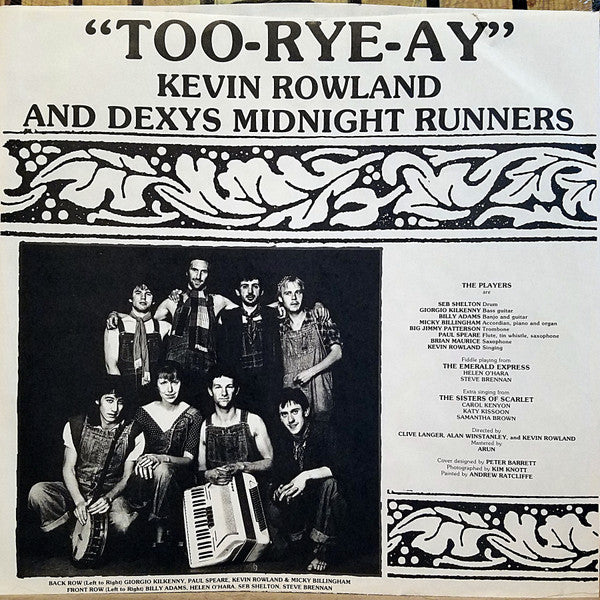 “TOO-RYE-AY”
KEVIN ROWLAND
AND DEXYS MIDNIGHT RUNNERS
THE PLAYERS
are
SEB SHELTON Drum
GIORGIO KILKENNY Bass guitar
BILLY ADAMS Banjo and guitar
MICKY BILLINGHAM Accordian, piano and organ
BIG JIMMY PATTERSON Trombone
PAUL SPEARE Flute, tin whistle, saxophone
BRIAN MAURICE Saxophone
KEVIN ROWLAND Singing
Fiddle playing from
THE EMERALD EXPRESS
HELEN O'HARA
STEVE BRENNAN
Extra singing from
THE SISTERS OF SCARLET
CAROL KENYON
KATY KISSOON
SAMANTHA BROWN
Directed by
CLIVE LANGER, ALAN WINSTANLEY, and KEVIN ROWLAND
Mastered by
ARUN
Cover designed by PETER BARRETT
Photographed by KIM KNOTT
Painted by ANDREW RATCLIFFE
BACK ROW (Left to Right) GIORGIO KILKENNY, PAUL SPEARE, KEVIN ROWLAND & MICKY BILLINGHAM
FRONT ROW (Left to Right) BILLY ADAMS, HELEN O'HARA, SEB SHELTON, STEVE BRENNAN